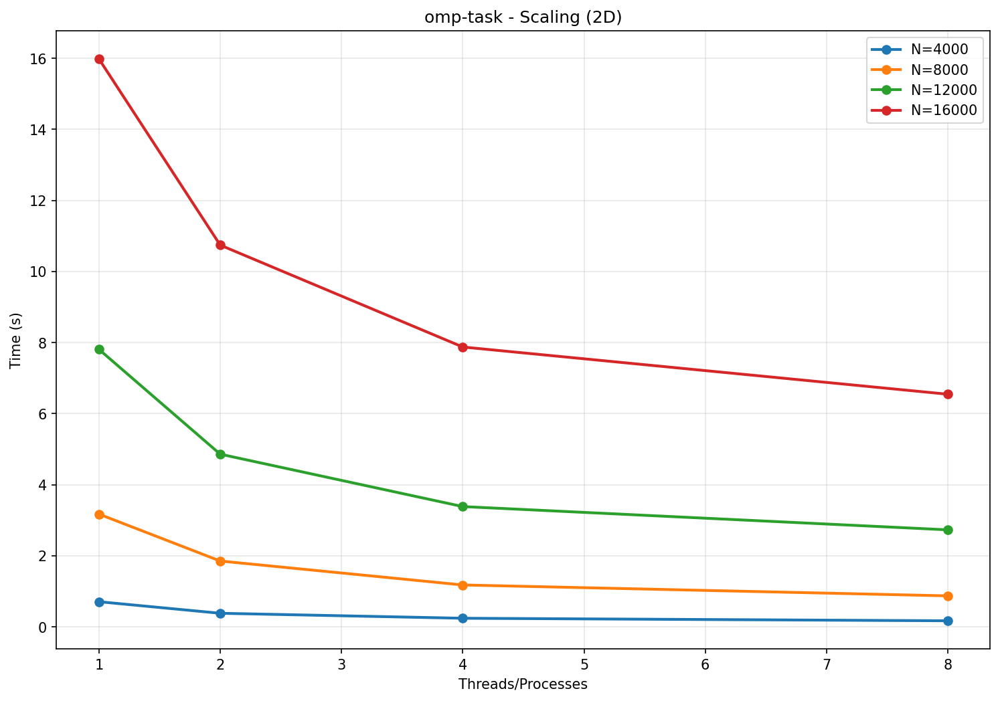 omp-task - Scaling (2D)
N=4000
N=8000
N=12000
N=16000
16
14
12
10
8
6
4
2
0
Time (s)
1 2 3 4 5 6 7 8
Threads/Processes